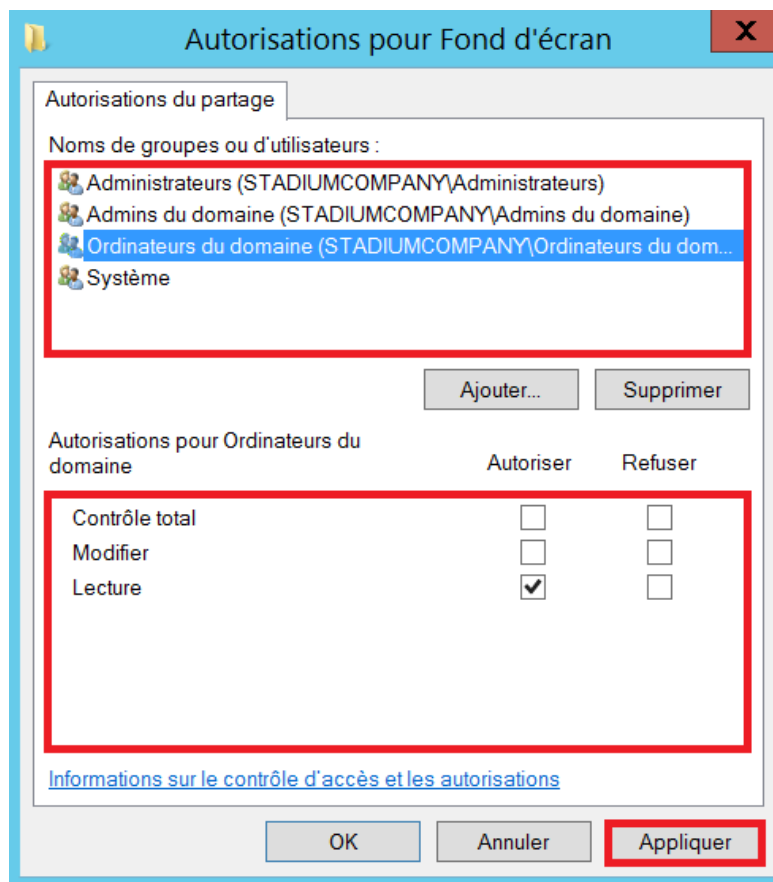 Autorisations pour Fond d'écran
X
Autorisations du partage
Noms de groupes ou d'utilisateurs :
Administrateurs (STADIUMCOMPANY\Administrateurs)
Admins du domaine (STADIUMCOMPANY\Admins du domaine)
Ordinateurs du domaine (STADIUMCOMPANY\Ordinateurs du dom...
Système
Ajouter... Supprimer
Autorisations pour Ordinateurs du
domaine Autoriser Refuser
Contrôle total
Modifier
Lecture
Informations sur le contrôle d'accès et les autorisations
OK Annuler Appliquer